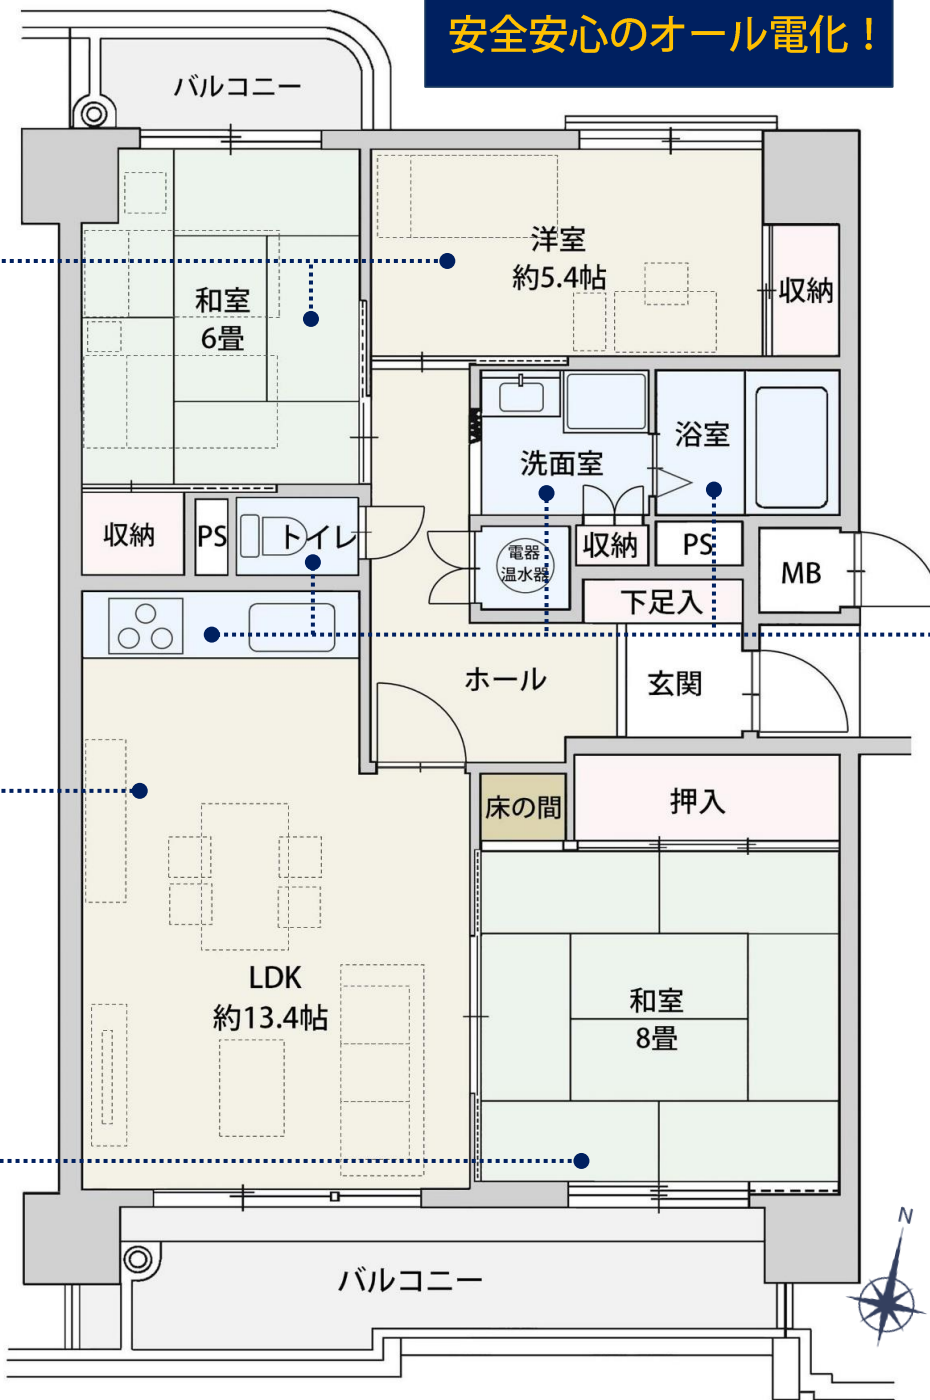 安全安心のオール電化！
バルコニー
洋室
約5.4帖
収納
和室
6畳
浴室
洗面室
収納
PS
トイレ
電器
温水器
収納
PS
MB
下足入
ホール
玄関
床の間
押入
LDK
約13.4帖
和室
8畳
N
バルコニー